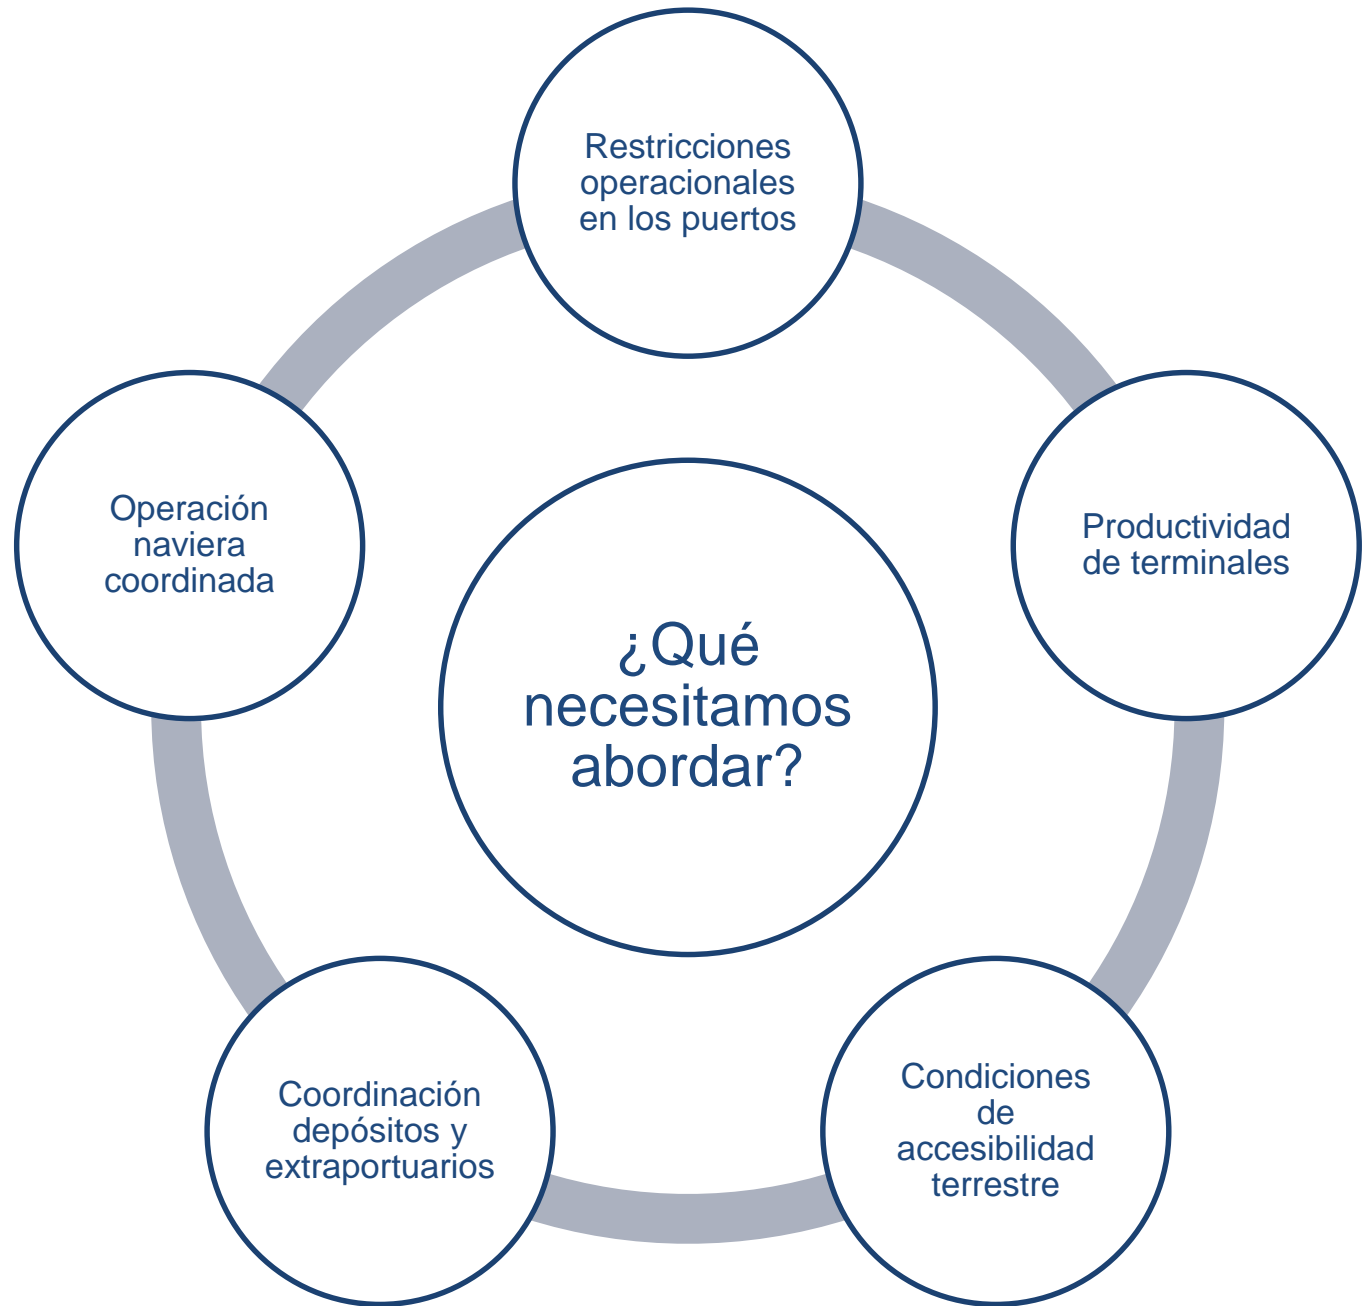 Restricciones
operacionales
en los puertos
Operación
naviera
coordinada
Productividad
de terminales
¿Qué
necesitamos
abordar?
Coordinación
depósitos y
extraportuarios
Condiciones
de
accesibilidad
terrestre